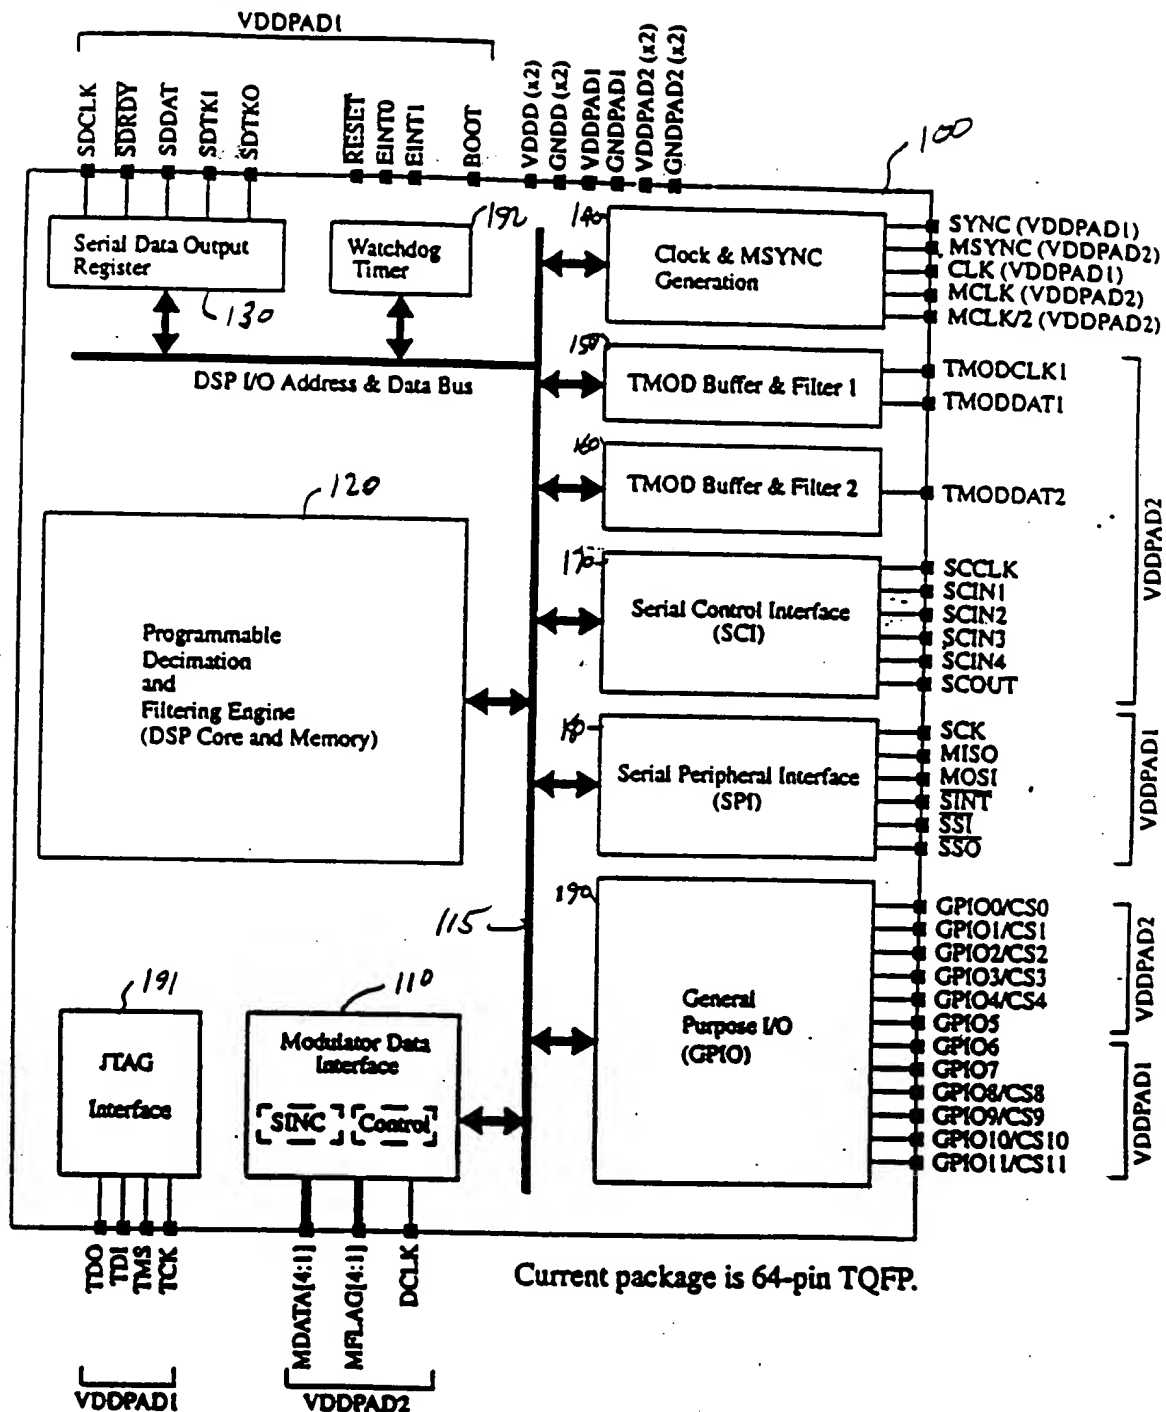 VDDPAD1
SDCLK
SDRDY
SDDAT
SDTKI
SDTKO
RESET
EINT0
EINT1
BOOT
VDDD (x2)
GNDD (x2)
VDDPAD1
GNDPAD1
VDDPAD2 (x2)
GNDPAD2 (x2)
100
Serial Data Output
Register
130
192
Watchdog
Timer
DSP I/O Address & Data Bus
140
Clock & MSYNC
Generation
SYNC (VDDPAD1)
MSYNC (VDDPAD2)
CLK (VDDPAD1)
MCLK (VDDPAD2)
MCLK/2 (VDDPAD2)
150
TMOD Buffer & Filter 1
TMODCLK1
TMODDAT1
160
TMOD Buffer & Filter 2
TMODDAT2
120
Programmable
Decimation
and
Filtering Engine
(DSP Core and Memory)
170
Serial Control Interface
(SCI)
SCCLK
SCIN1
SCIN2
SCIN3
SCIN4
SCOUT
VDDPAD2
180
Serial Peripheral Interface
(SPI)
SCK
MISO
MOSI
SINT
SSI
SSO
VDDPAD1
115
190
General
Purpose I/O
(GPIO)
GPIO0/CS0
GPIO1/CS1
GPIO2/CS2
GPIO3/CS3
GPIO4/CS4
GPIO5
GPIO6
GPIO7
GPIO8/CS8
GPIO9/CS9
GPIO10/CS10
GPIO11/CS11
VDDPAD2
VDDPAD1
191
JTAG
Interface
110
Modulator Data
Interface
SINC
Control
TDO
TDI
TMS
TCK
MDATA[4:1]
MFLAG[4:1]
DCLK
VDDPAD1
VDDPAD2
Current package is 64-pin TQFP.